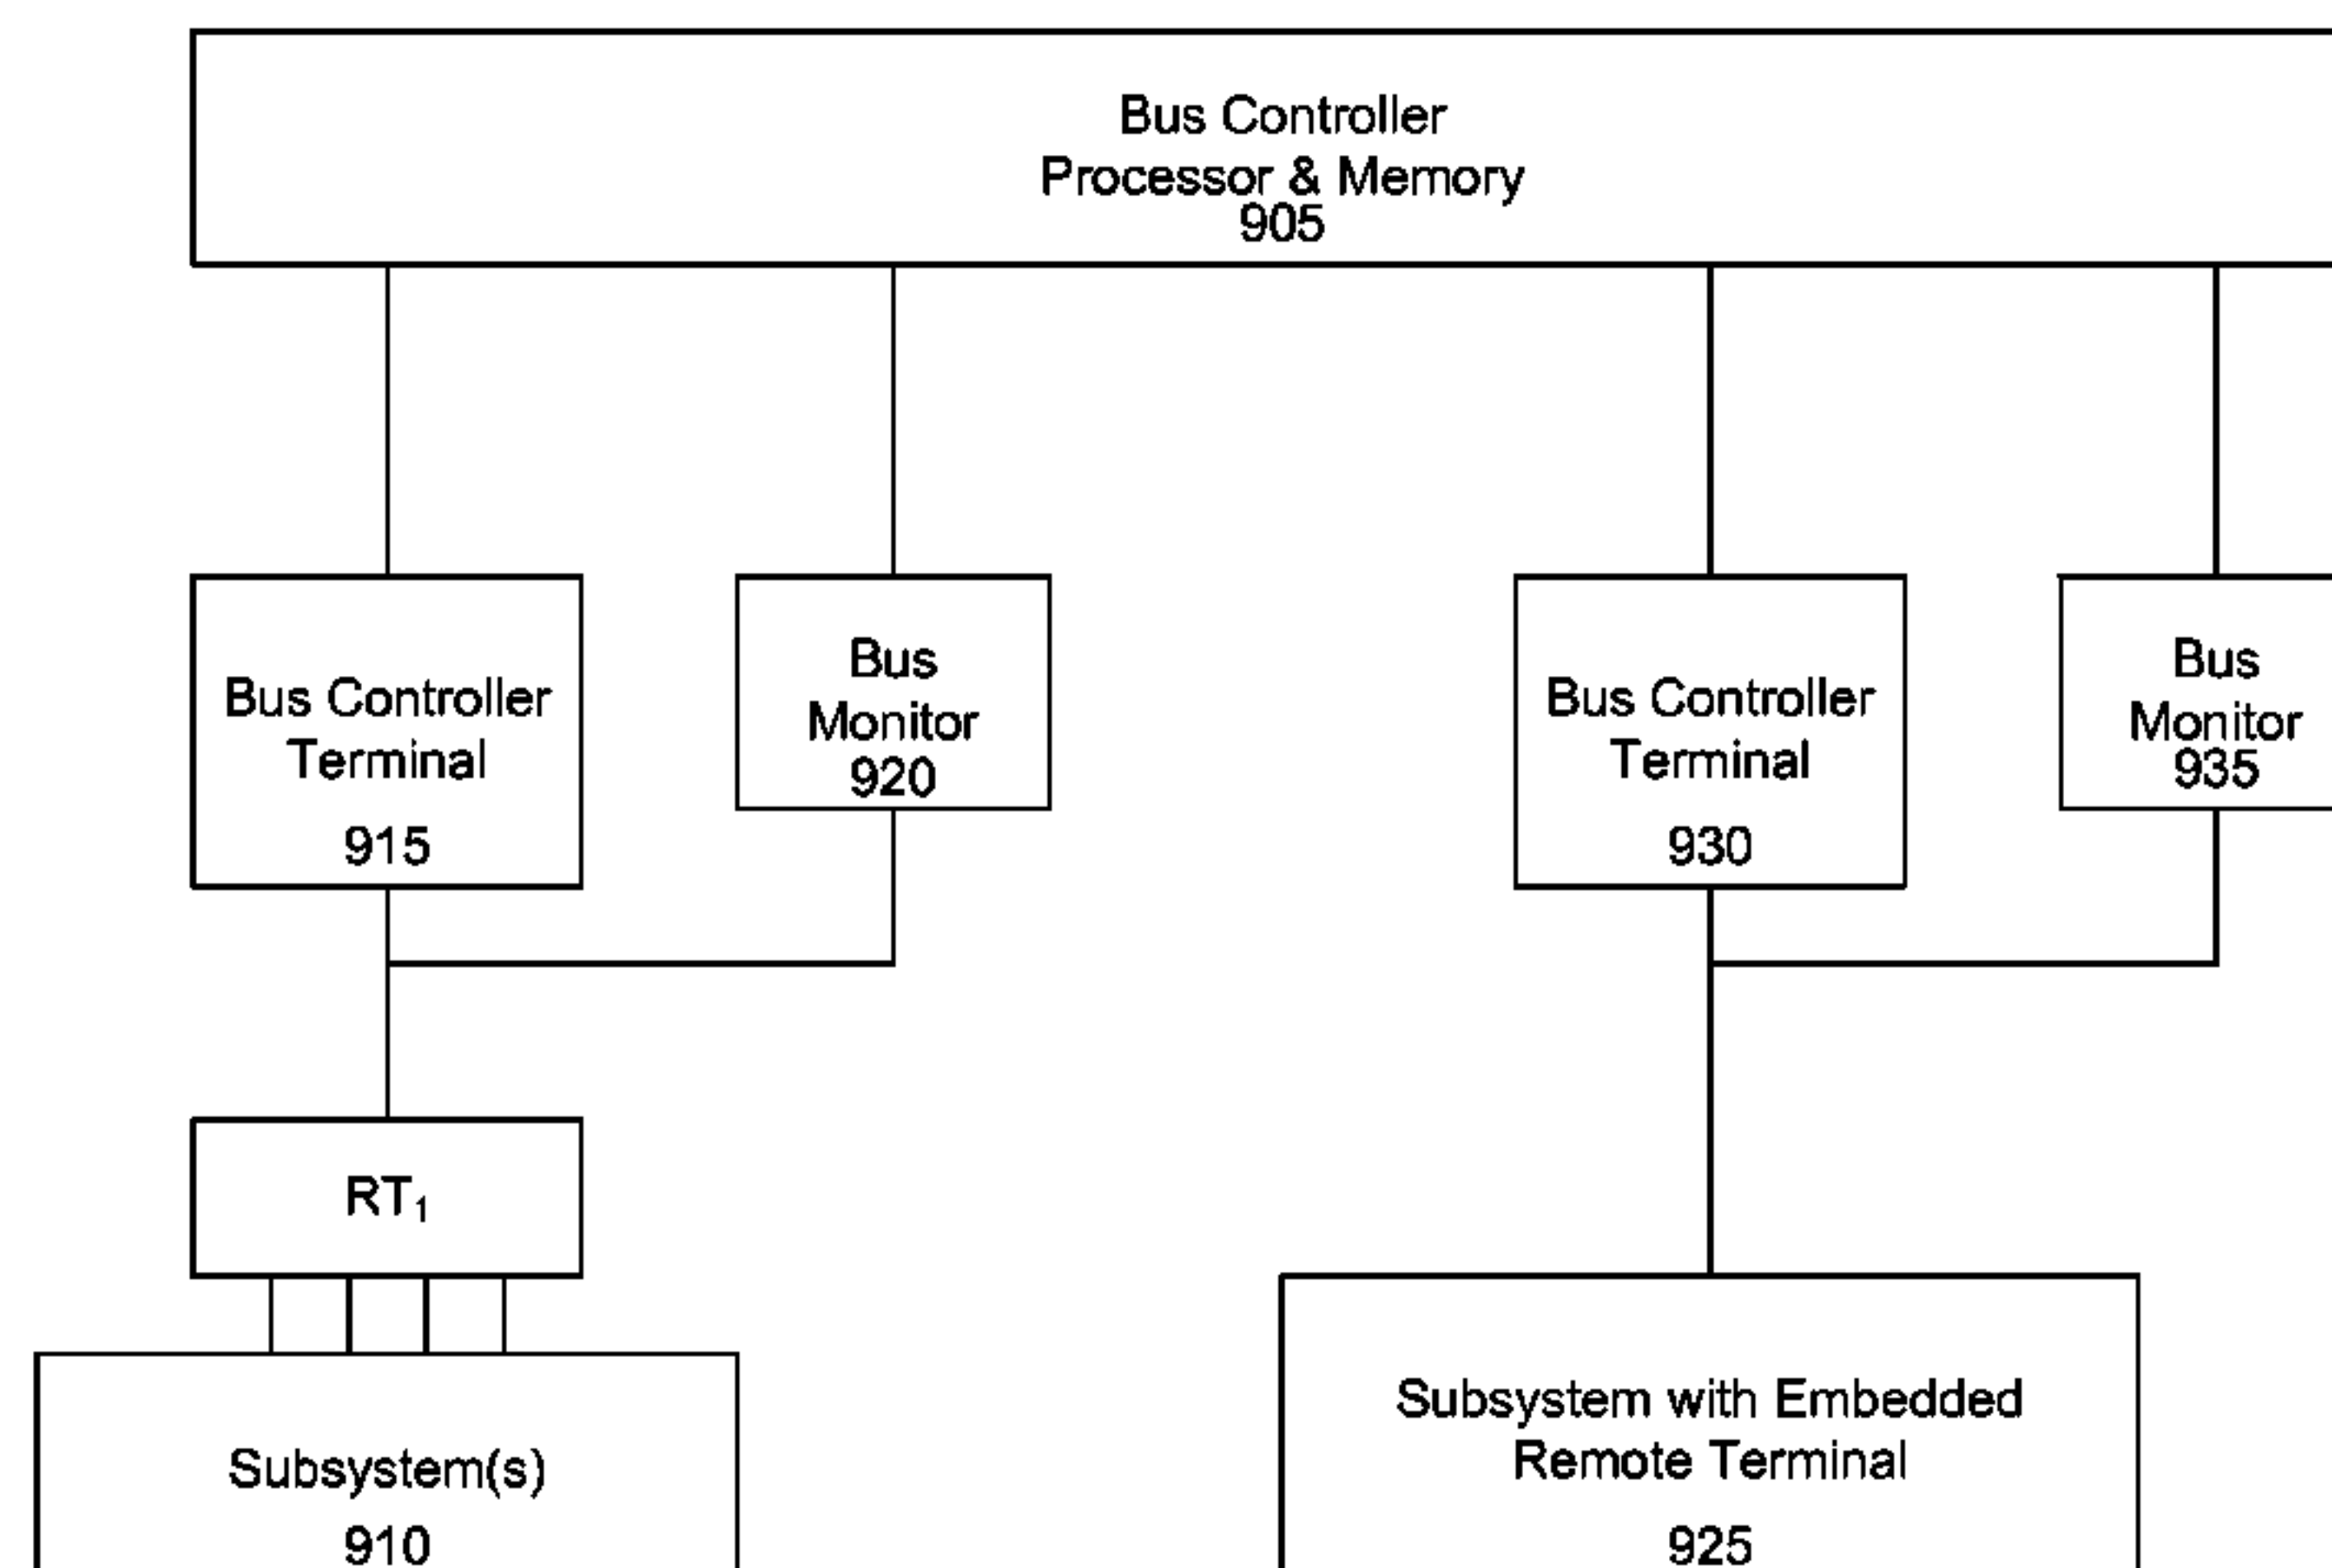 Bus Controller
Processor & Memory
905
Bus Controller
Terminal
915
Bus
Monitor
920
Bus Controller
Terminal
930
Bus
Monitor
935
RT₁
Subsystem(s)
910
Subsystem with Embedded
Remote Terminal
925